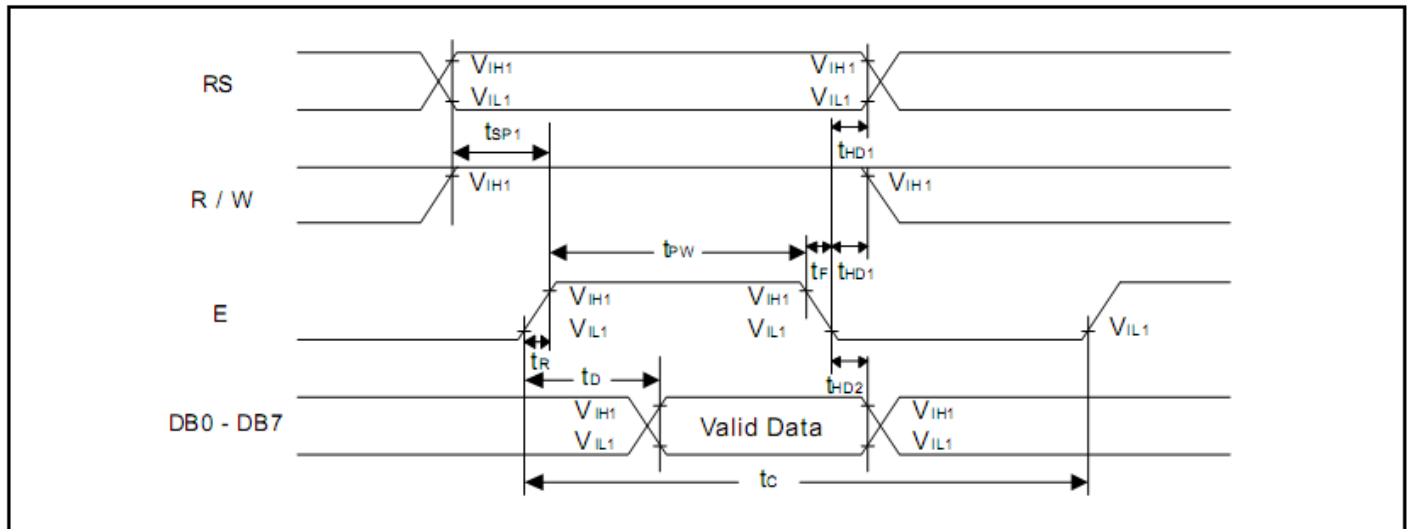 RS
VIH1
VIL1
VIH1
VIL1
tSP1
tHD1
R / W
VIH1
VIH1
tPW
tF
tHD1
E
VIH1
VIL1
VIH1
VIL1
VIL1
tR
tD
tHD2
DB0 - DB7
VIH1
VIL1
Valid Data
VIH1
VIL1
tC